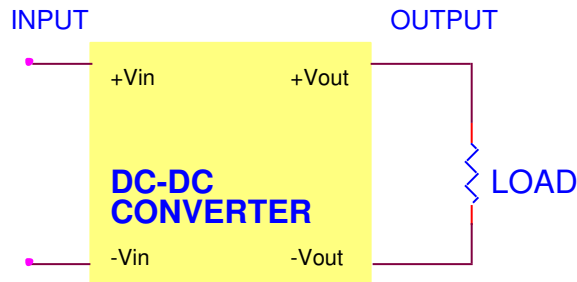 INPUT
OUTPUT
+Vin
+Vout
DC-DC
CONVERTER
LOAD
-Vin
-Vout